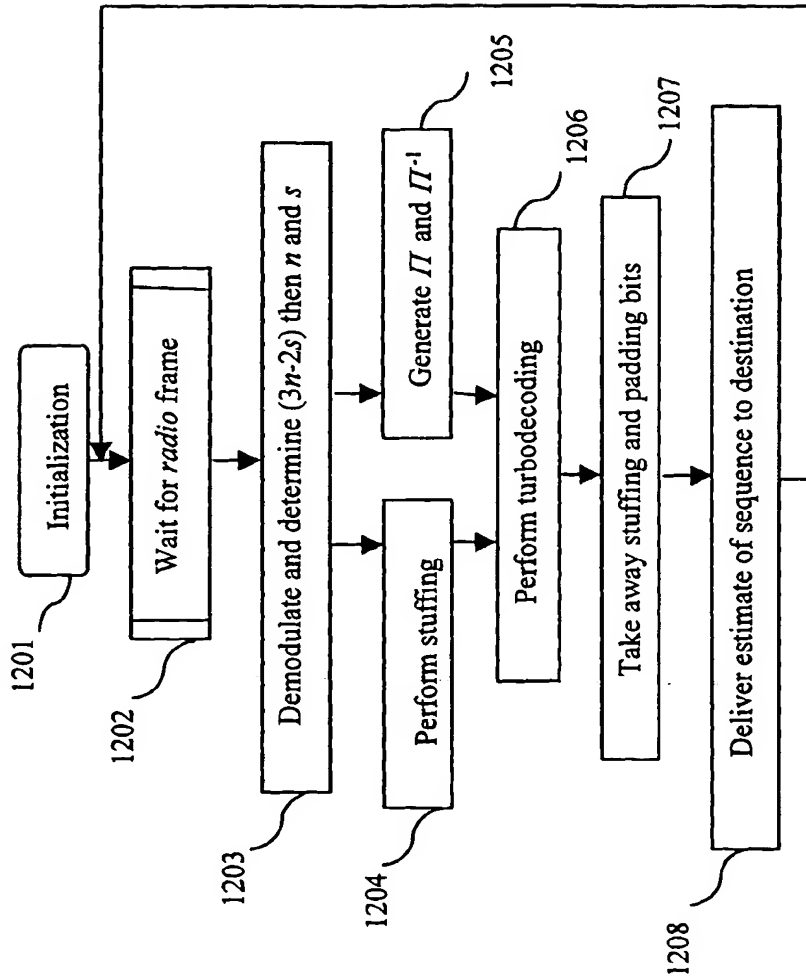 Initialization
1201
Wait for radio frame
1202
Demodulate and determine (3n-2s) then n and s
1203
Perform stuffing
1204
Generate Π and Π⁻¹
1205
Perform turbodecoding
1206
Take away stuffing and padding bits
1207
Deliver estimate of sequence to destination
1208